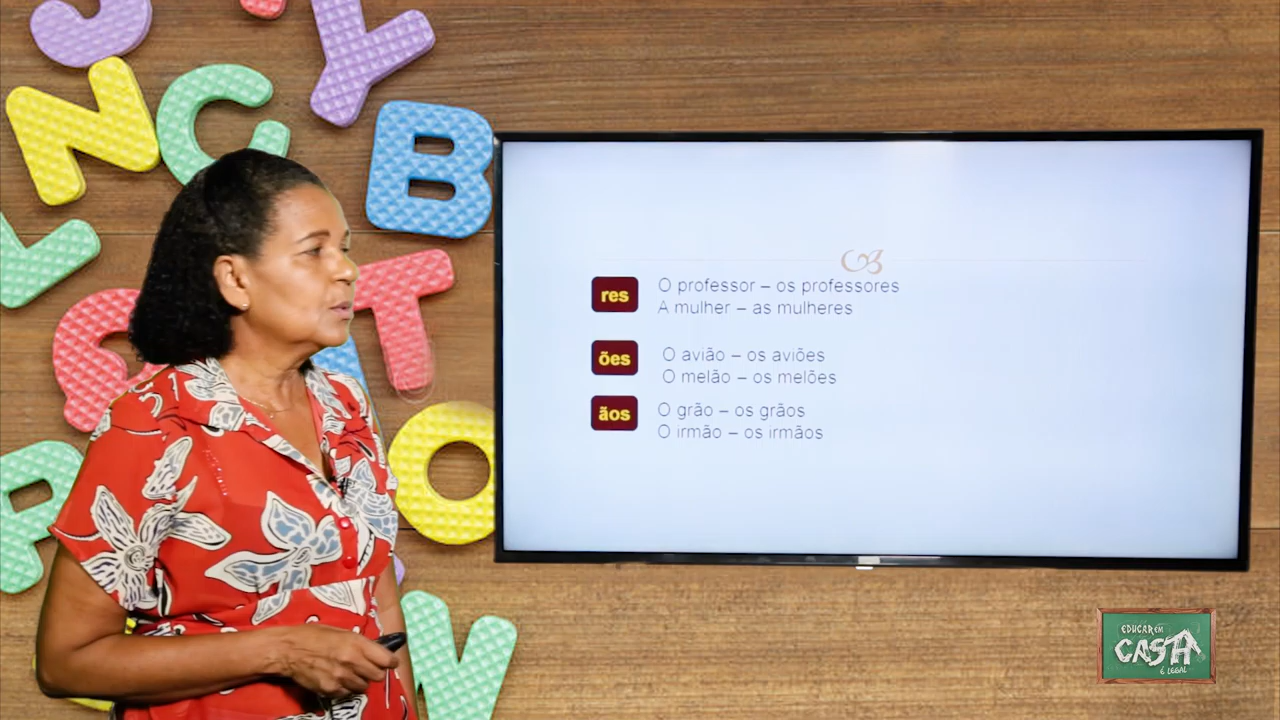 J
Y
N
C
B
L
T
O
res
O professor – os professores
A mulher – as mulheres
ões
O avião – os aviões
O melão – os melões
ãos
O grão – os grãos
O irmão – os irmãos
EDUCAR EM
CASA
É LEGAL